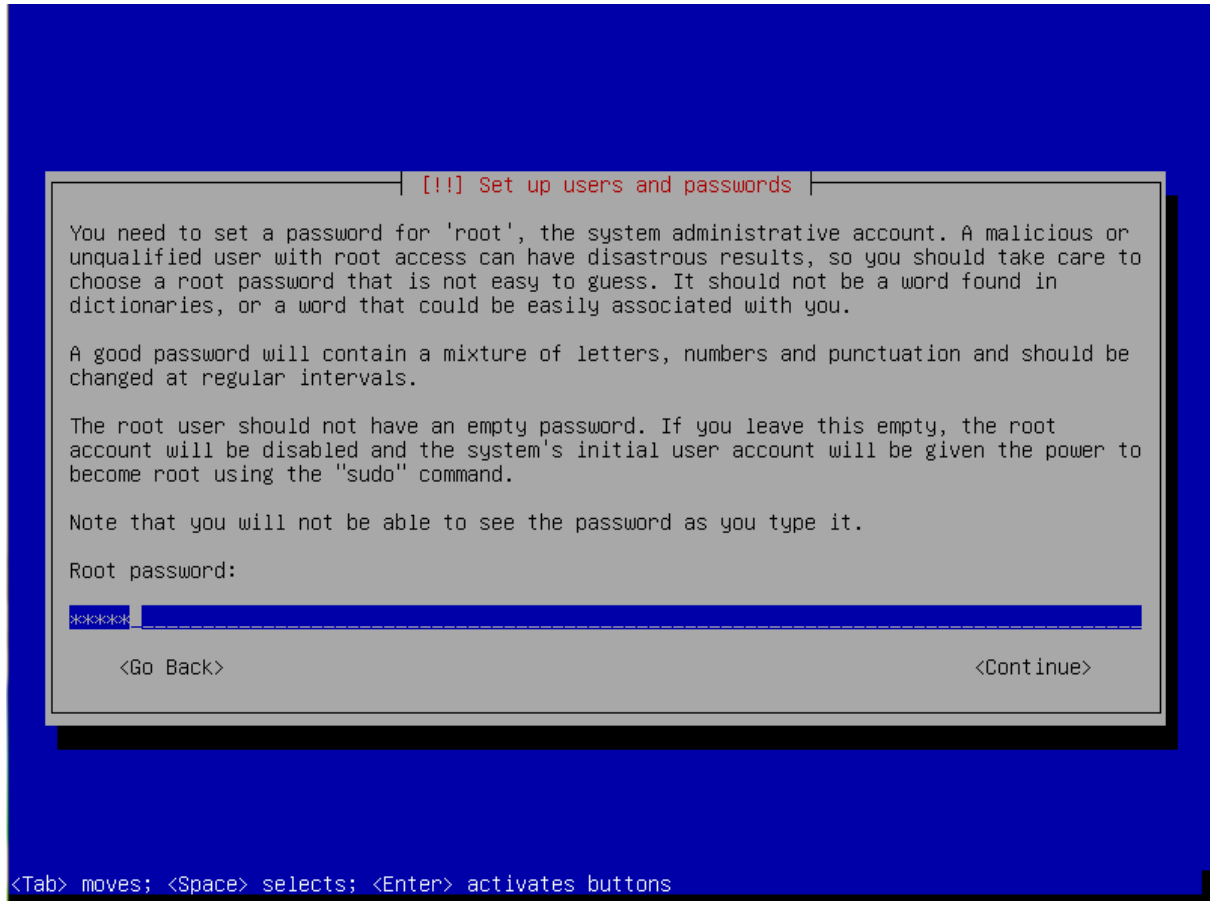 [!!] Set up users and passwords
You need to set a password for 'root', the system administrative account. A malicious or
unqualified user with root access can have disastrous results, so you should take care to
choose a root password that is not easy to guess. It should not be a word found in
dictionaries, or a word that could be easily associated with you.
A good password will contain a mixture of letters, numbers and punctuation and should be
changed at regular intervals.
The root user should not have an empty password. If you leave this empty, the root
account will be disabled and the system's initial user account will be given the power to
become root using the "sudo" command.
Note that you will not be able to see the password as you type it.
Root password:
*****
<Go Back> <Continue>
<Tab> moves; <Space> selects; <Enter> activates buttons